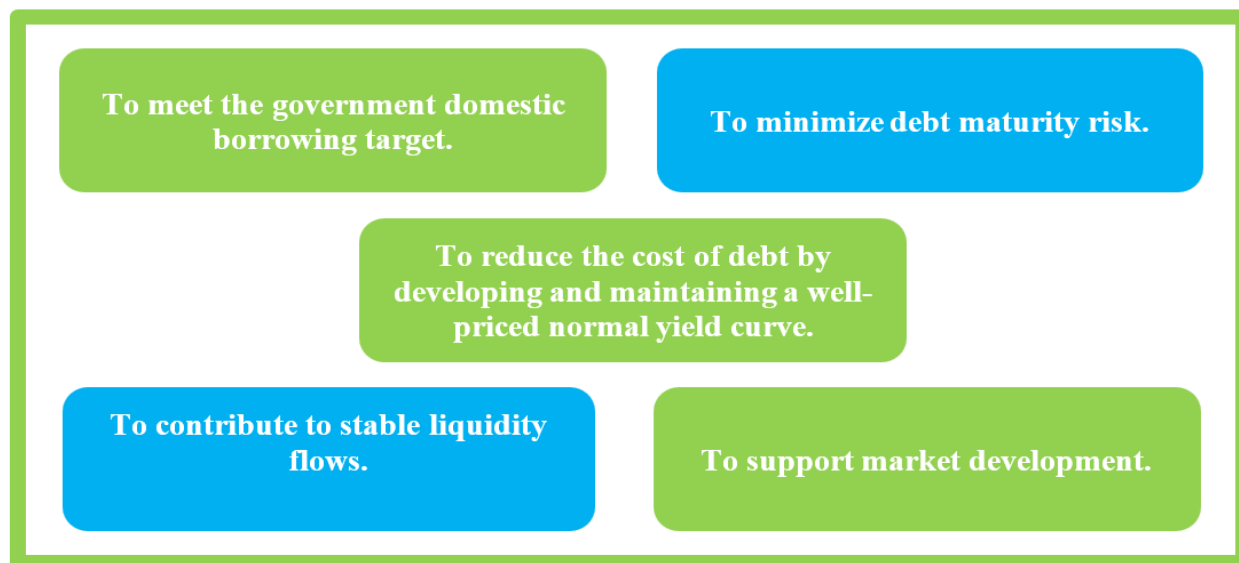 To meet the government domestic
borrowing target.
To minimize debt maturity risk.
To reduce the cost of debt by
developing and maintaining a well-
priced normal yield curve.
To contribute to stable liquidity
flows.
To support market development.